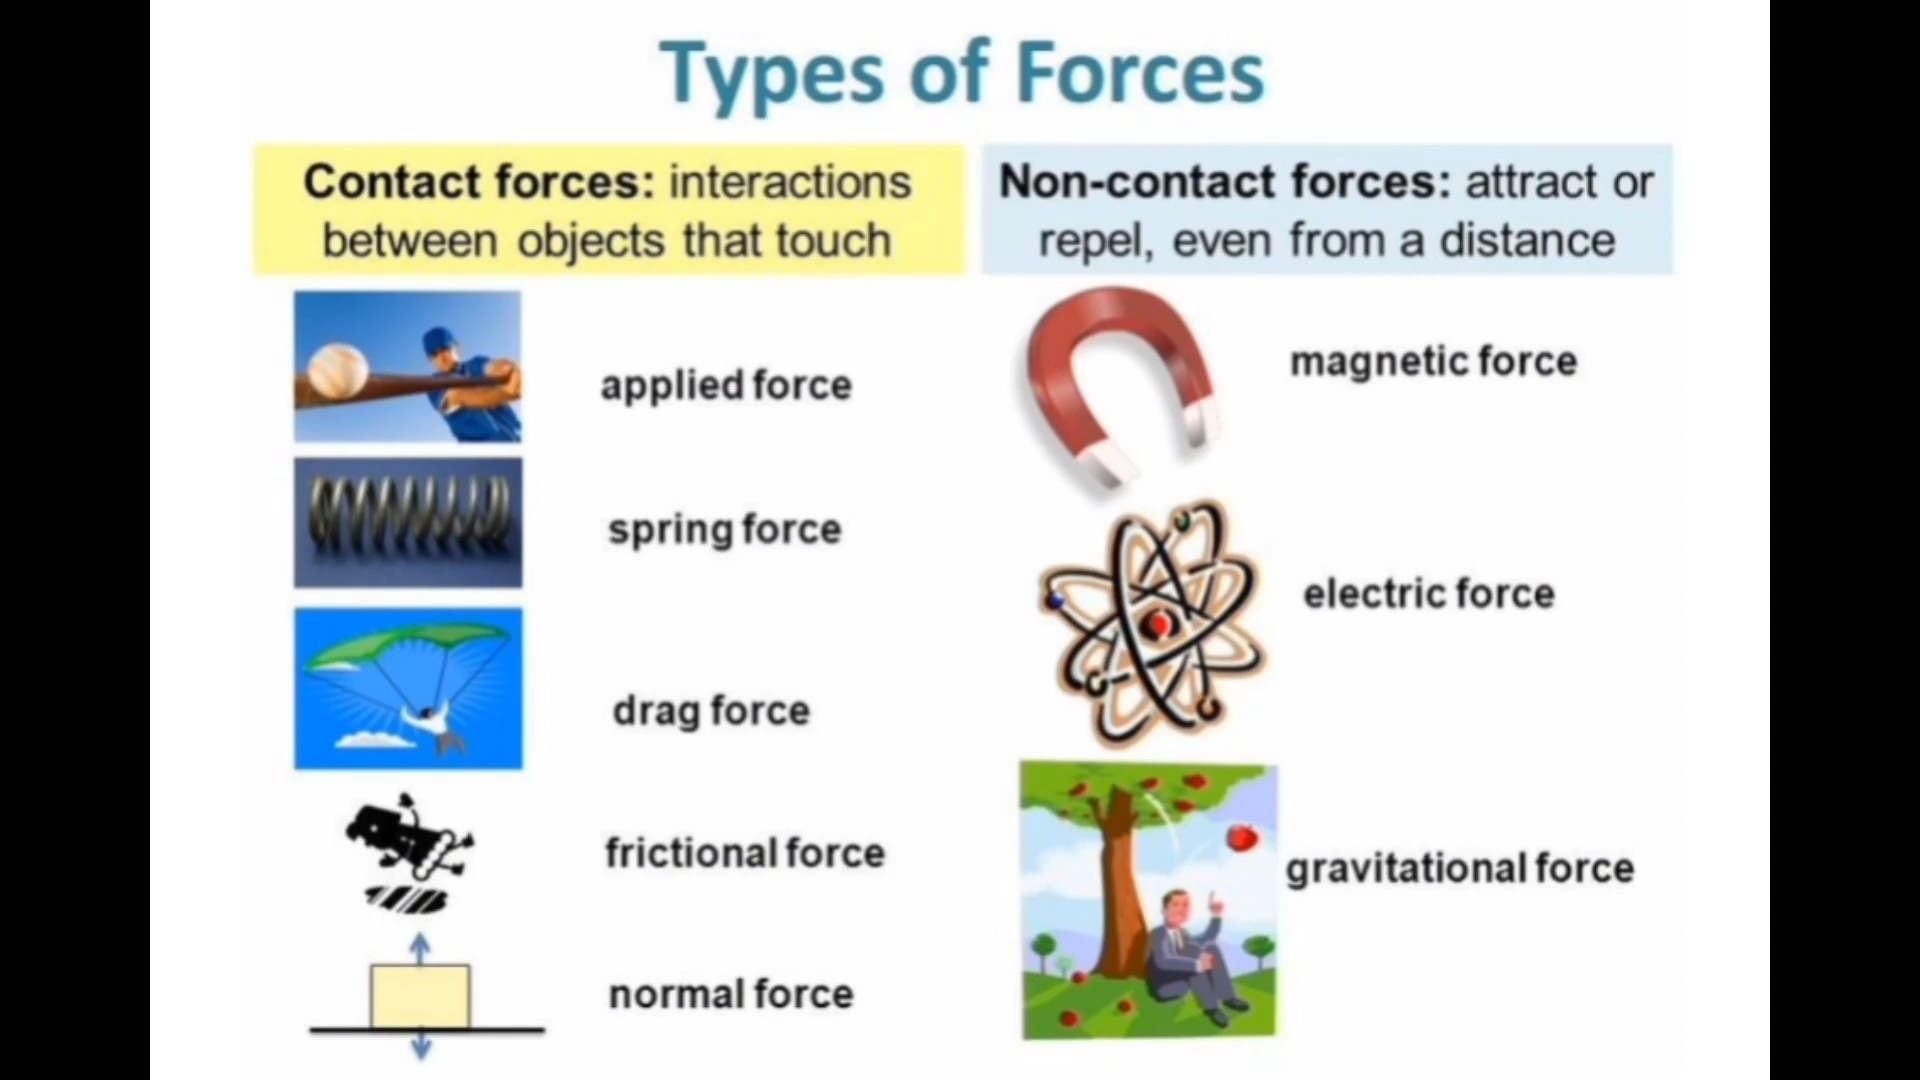 Types of Forces
Contact forces: interactions
between objects that touch
applied force
spring force
drag force
frictional force
normal force
Non-contact forces: attract or
repel, even from a distance
magnetic force
electric force
gravitational force